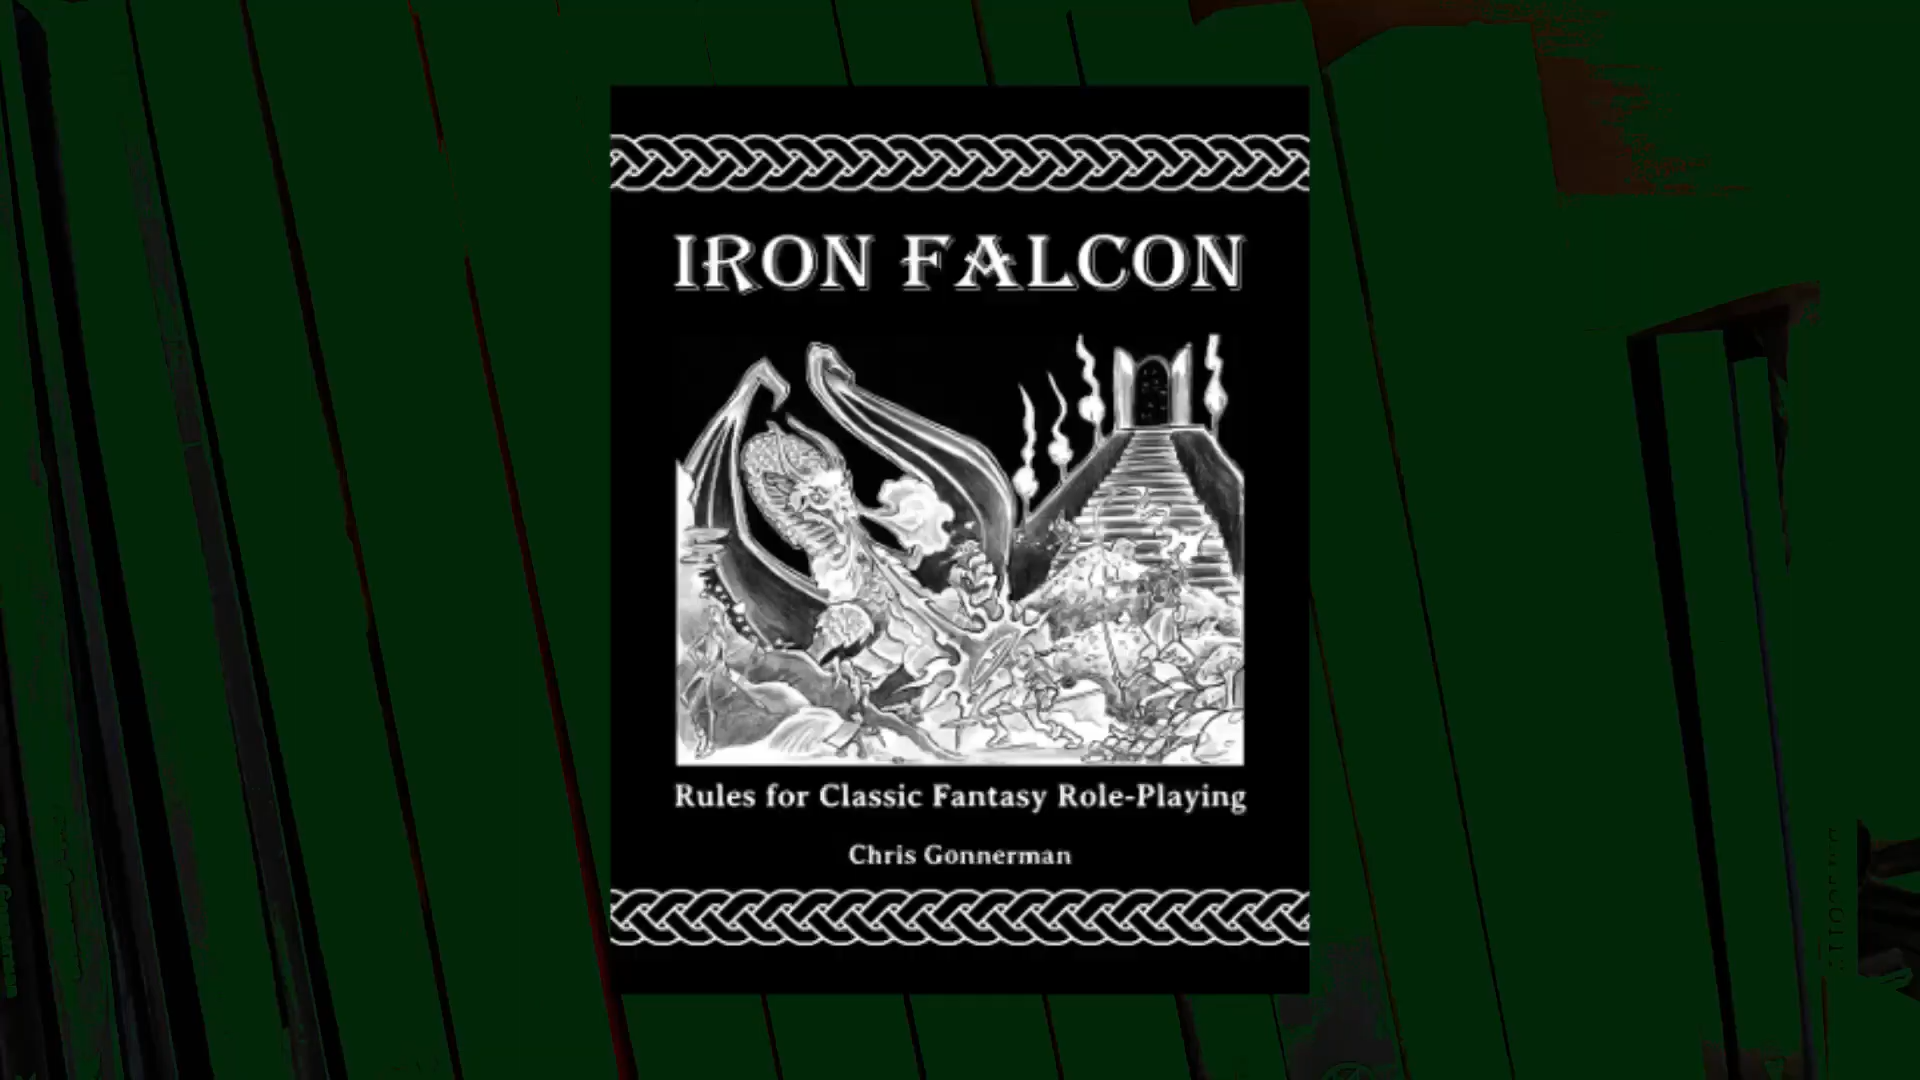 IRON FALCON
Rules for Classic Fantasy Role-Playing
Chris Gonnerman